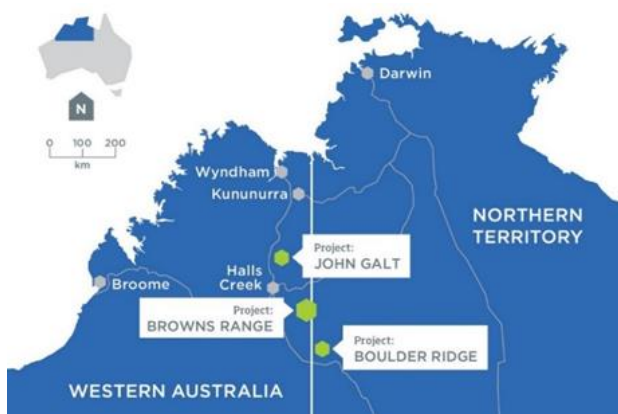 Darwin
N
0 100 200
km
Wyndham
Kununurra
NORTHERN
TERRITORY
Project:
JOHN GALT
Halls
Creek
Broome
Project:
BROWNS RANGE
Project:
BOULDER RIDGE
WESTERN AUSTRALIA